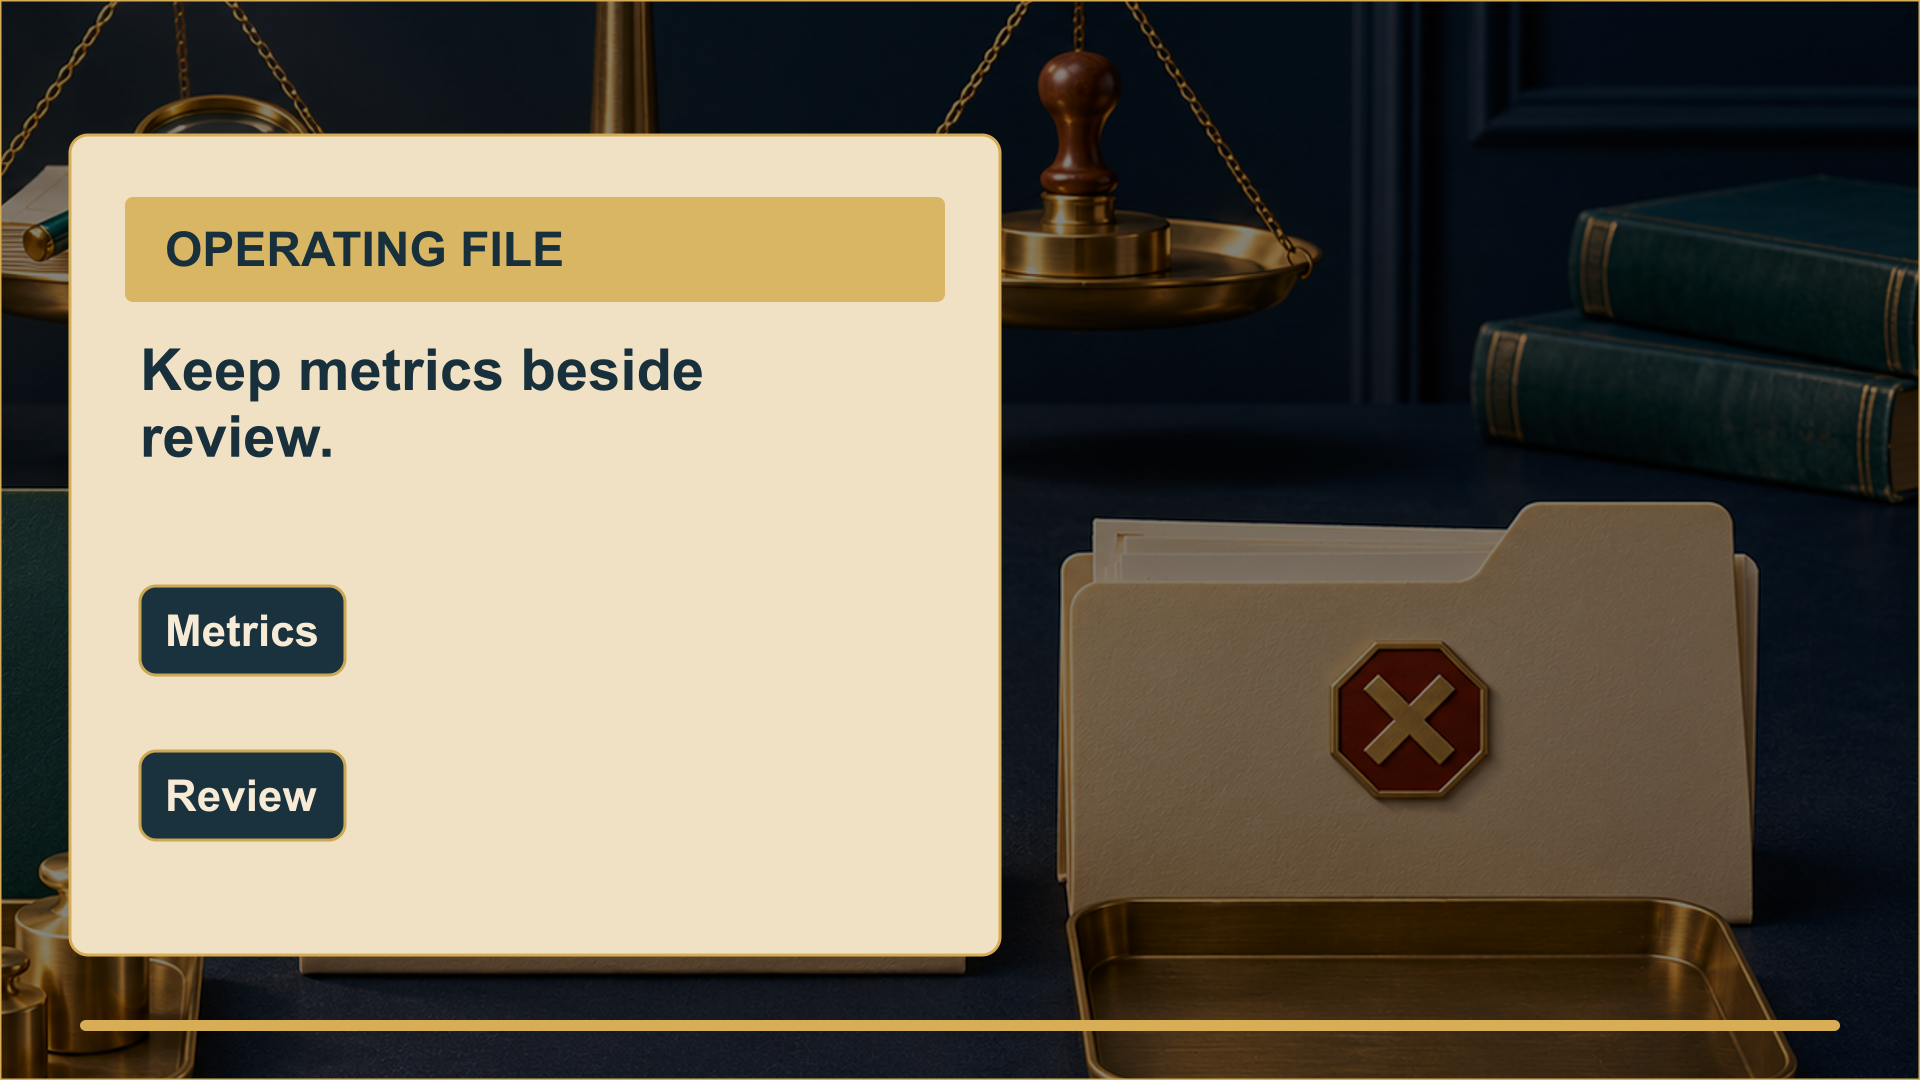 OPERATING FILE
Keep metrics beside
review.
Metrics
Review